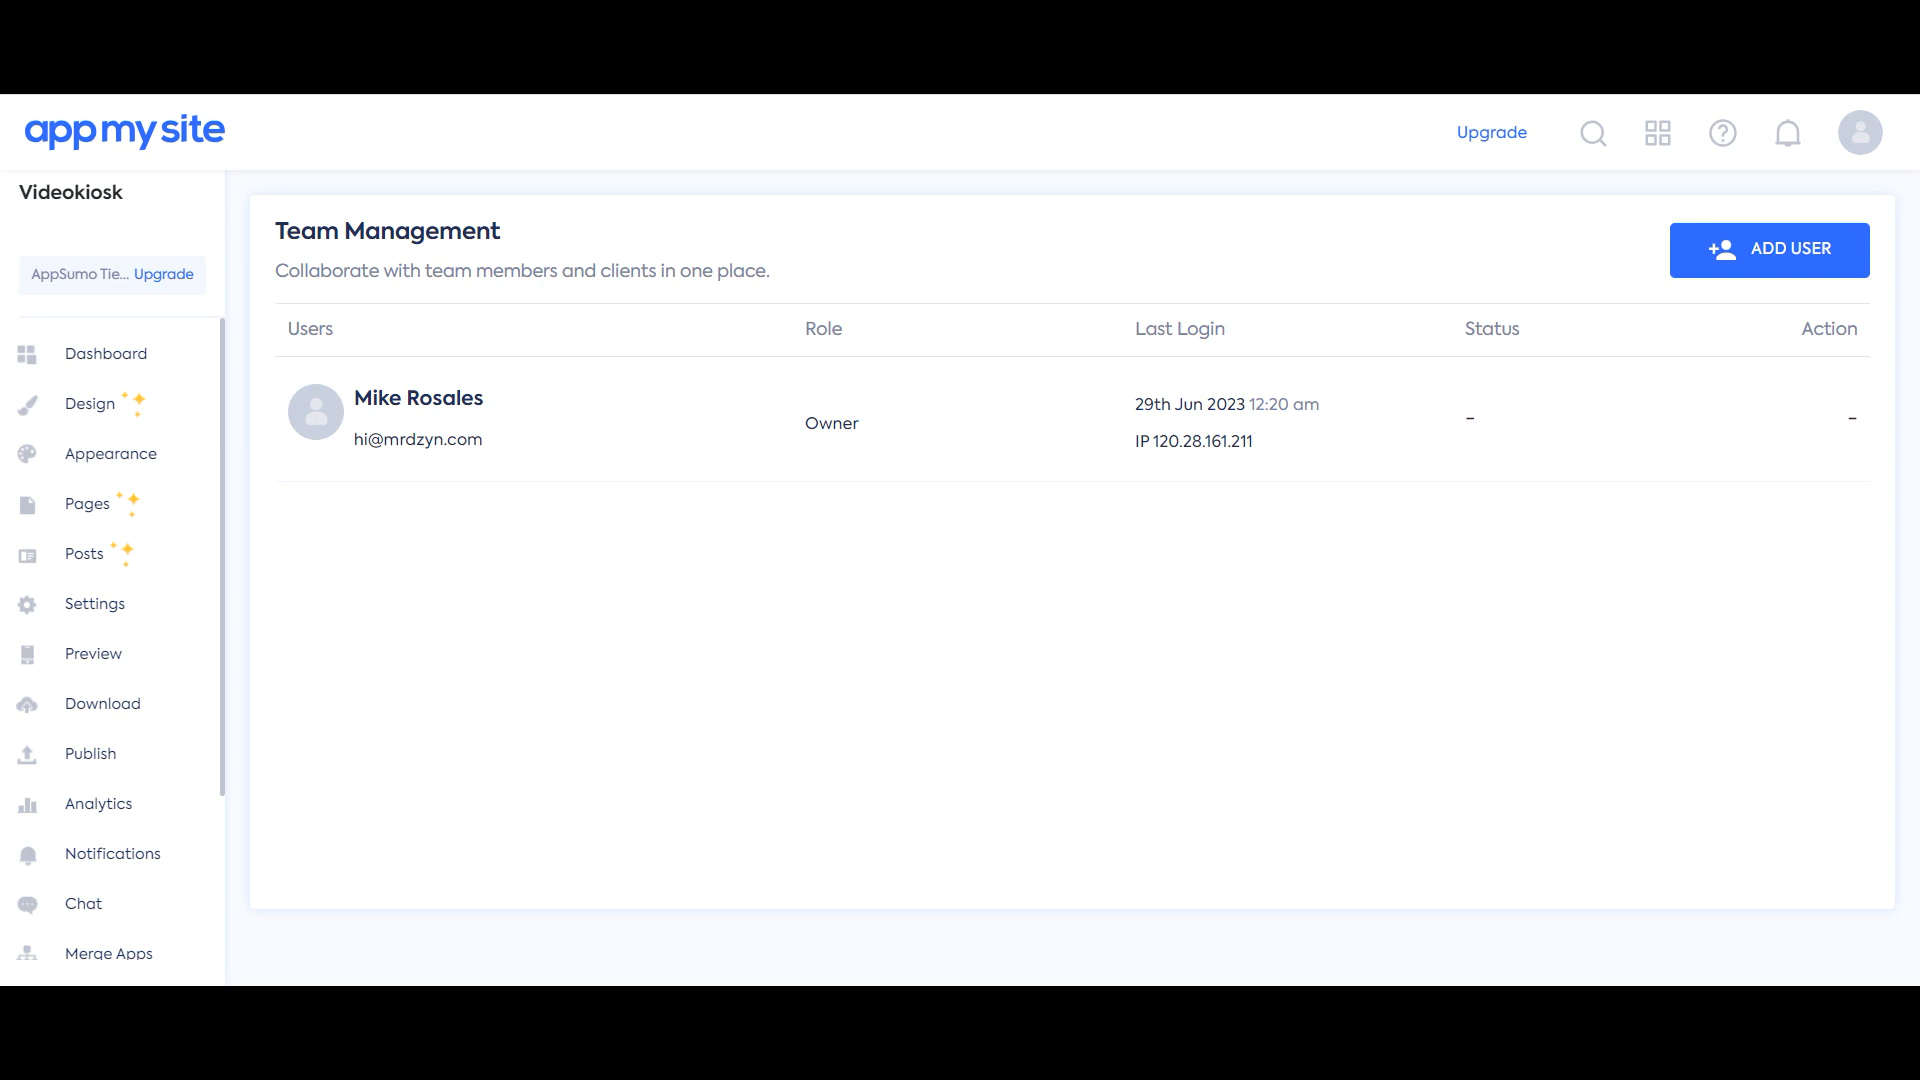 appmysite
Upgrade
Videokiosk
AppSumo Tie... Upgrade
Dashboard
Design
Appearance
Pages
Posts
Settings
Preview
Download
Publish
Analytics
Notifications
Chat
Merge Apps
Team Management
Collaborate with team members and clients in one place.
ADD USER
Users Role Last Login Status Action
Mike Rosales
hi@mrdzyn.com
Owner
29th Jun 2023 12:20 am
IP 120.28.161.211
– –